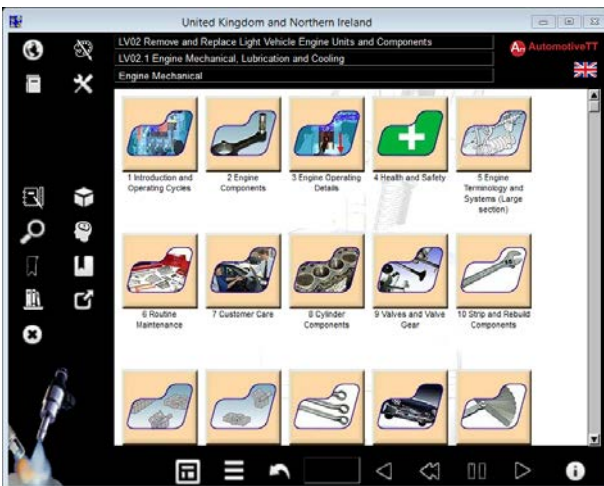 United Kingdom and Northern Ireland
LV02 Remove and Replace Light Vehicle Engine Units and Components
LV02.1 Engine Mechanical, Lubrication and Cooling
Engine Mechanical
AutomotiveTT
1 Introduction and
Operating Cycles
2 Engine
Components
3 Engine Operating
Details
4 Health and Safety
5 Engine
Terminology and
Systems (Large
section)
6 Routine
Maintenance
7 Customer Care
8 Cylinder
Components
9 Valves and Valve
Gear
10 Strip and Rebuild
Components